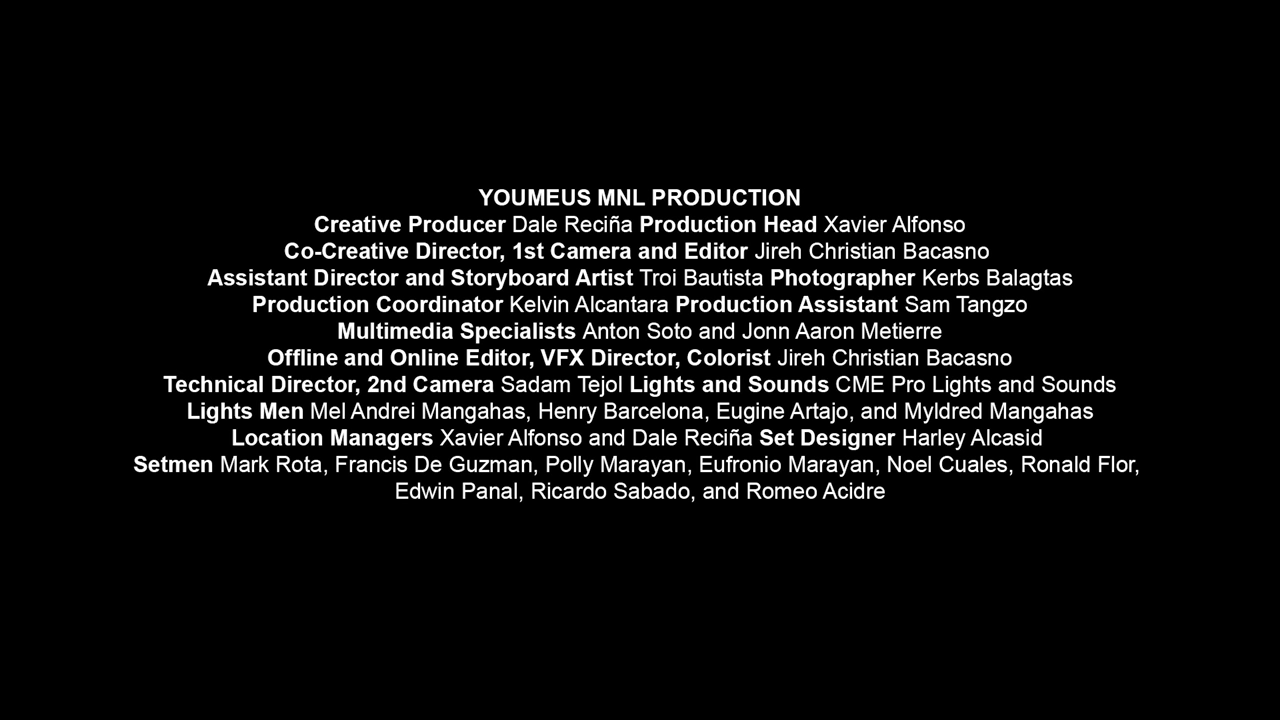 YOUMEUS MNL PRODUCTION
Creative Producer Dale Reciña Production Head Xavier Alfonso
Co-Creative Director, 1st Camera and Editor Jireh Christian Bacasno
Assistant Director and Storyboard Artist Troi Bautista Photographer Kerbs Balagtas
Production Coordinator Kelvin Alcantara Production Assistant Sam Tangzo
Multimedia Specialists Anton Soto and Jonn Aaron Metierre
Offline and Online Editor, VFX Director, Colorist Jireh Christian Bacasno
Technical Director, 2nd Camera Sadam Tejol Lights and Sounds CME Pro Lights and Sounds
Lights Men Mel Andrei Mangahas, Henry Barcelona, Eugine Artajo, and Myldred Mangahas
Location Managers Xavier Alfonso and Dale Reciña Set Designer Harley Alcasid
Setmen Mark Rota, Francis De Guzman, Polly Marayan, Eufronio Marayan, Noel Cuales, Ronald Flor,
Edwin Panal, Ricardo Sabado, and Romeo Acidre